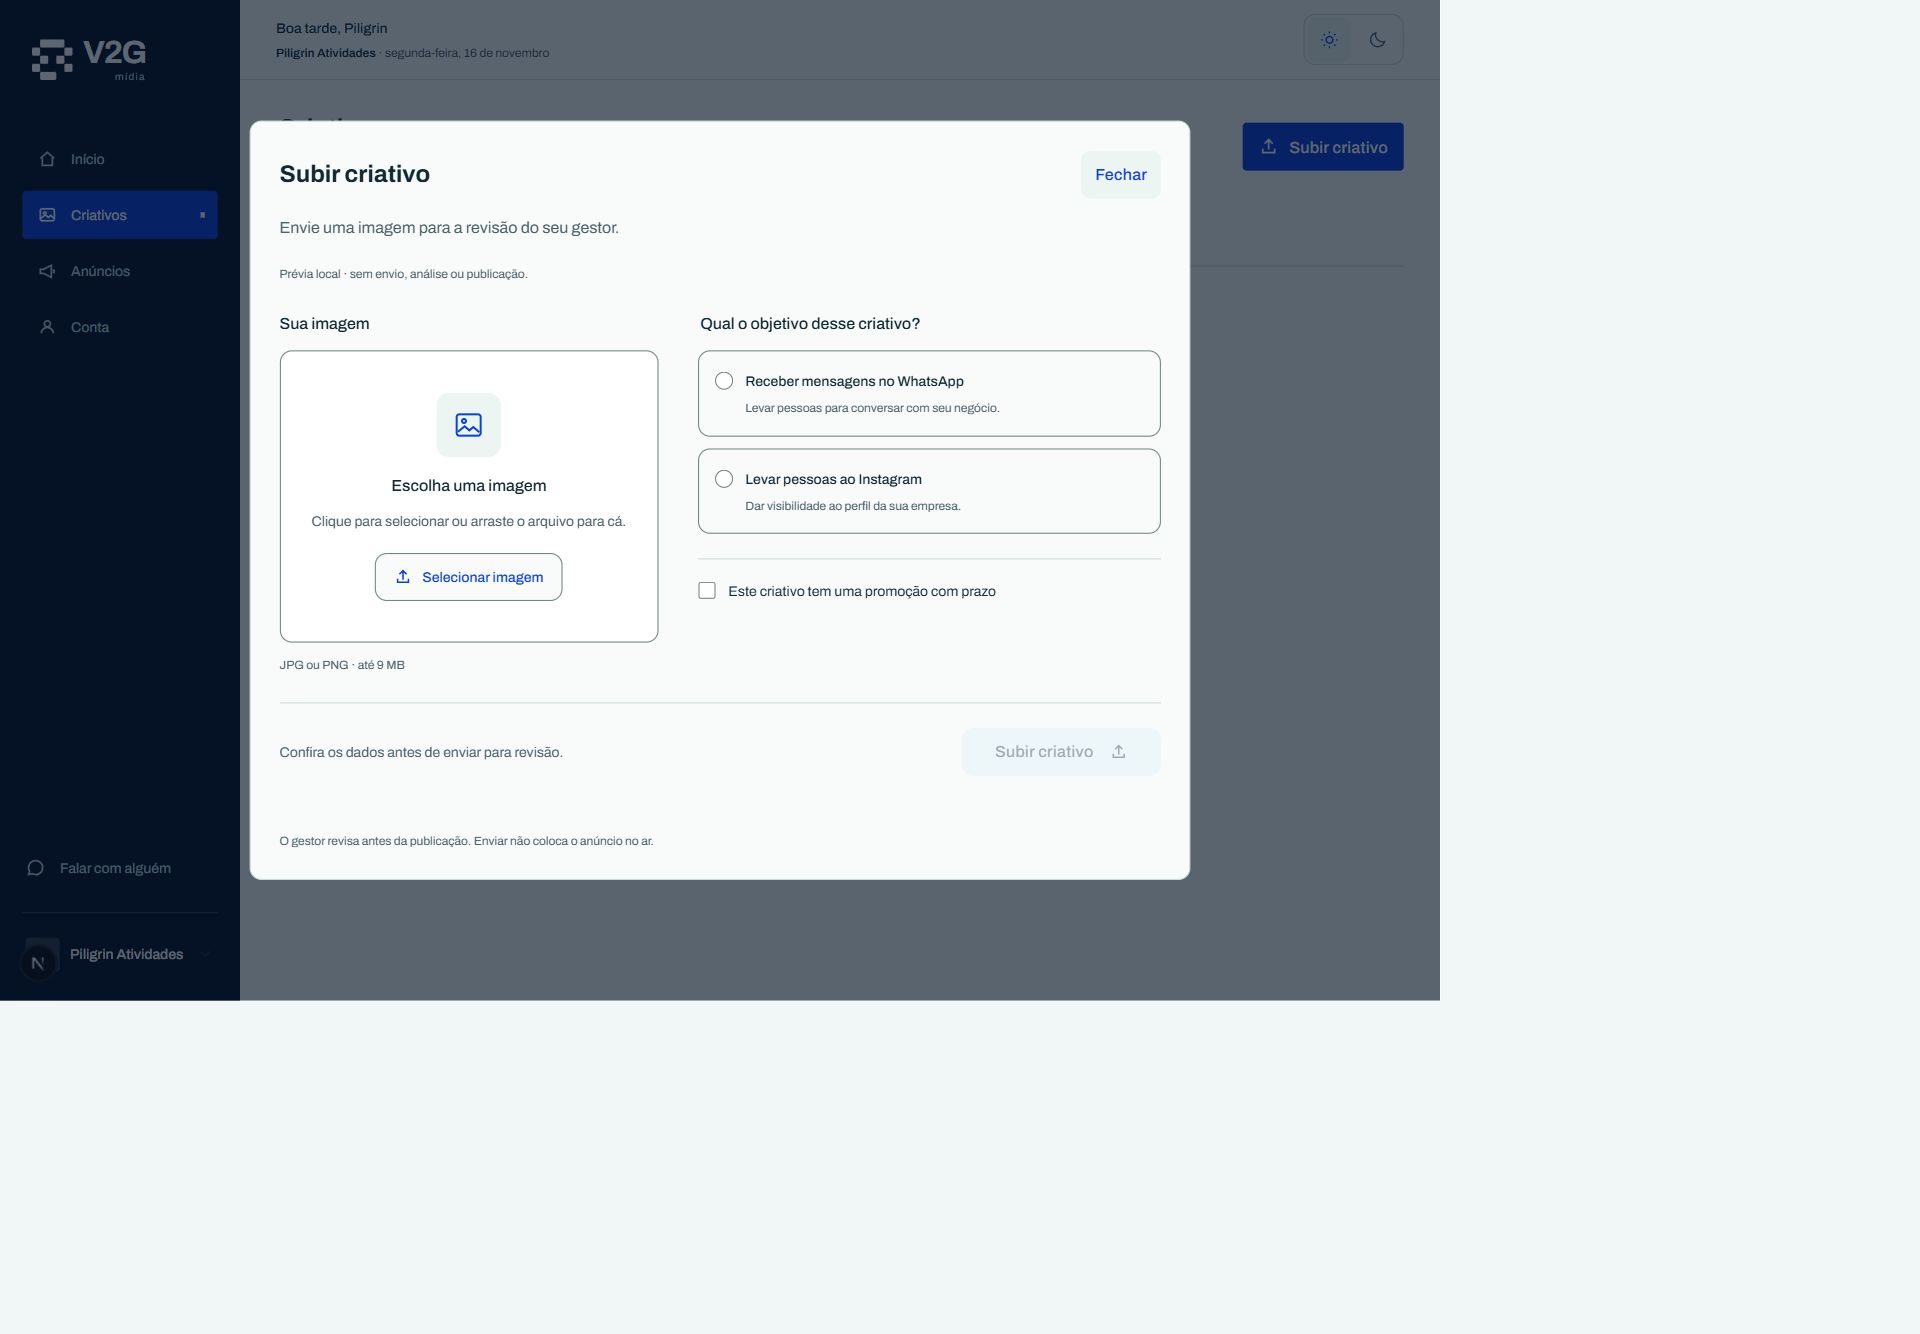 V2G
mídia
Início
Criativos
Anúncios
Conta
Falar com alguém
N
Piligrin Atividades
Boa tarde, Piligrin
Piligrin Atividades · segunda-feira, 16 de novembro
Subir criativo
Subir criativo
Fechar
Envie uma imagem para a revisão do seu gestor.
Prévia local · sem envio, análise ou publicação.
Sua imagem
Escolha uma imagem
Clique para selecionar ou arraste o arquivo para cá.
Selecionar imagem
JPG ou PNG · até 9 MB
Qual o objetivo desse criativo?
Receber mensagens no WhatsApp
Levar pessoas para conversar com seu negócio.
Levar pessoas ao Instagram
Dar visibilidade ao perfil da sua empresa.
Este criativo tem uma promoção com prazo
Confira os dados antes de enviar para revisão.
Subir criativo
O gestor revisa antes da publicação. Enviar não coloca o anúncio no ar.